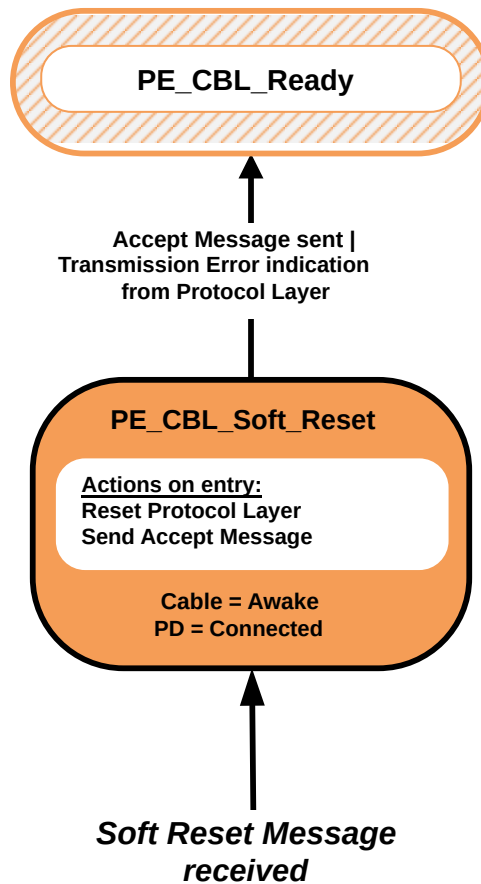 PE_CBL_Ready
Accept Message sent |
Transmission Error indication
from Protocol Layer
PE_CBL_Soft_Reset
Actions on entry:
Reset Protocol Layer
Send Accept Message
Cable = Awake
PD = Connected
Soft Reset Message
received